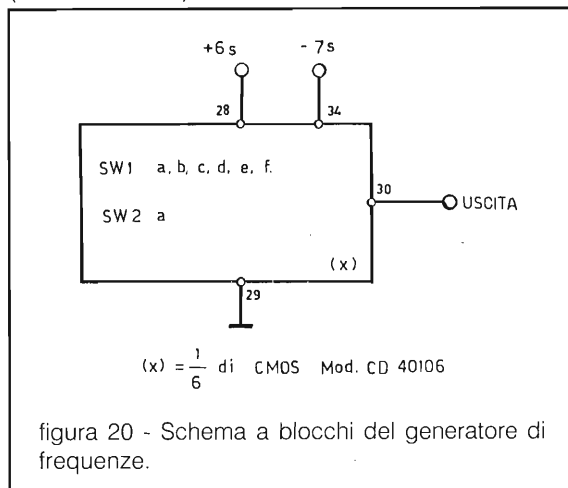 +6s - 7s
28 34
SW1 a, b, c, d, e, f.
30
USCITA
SW2 a
(x)
29
(x) = 1/6 di CMOS Mod. CD 40106
figura 20 - Schema a blocchi del generatore di
frequenze.